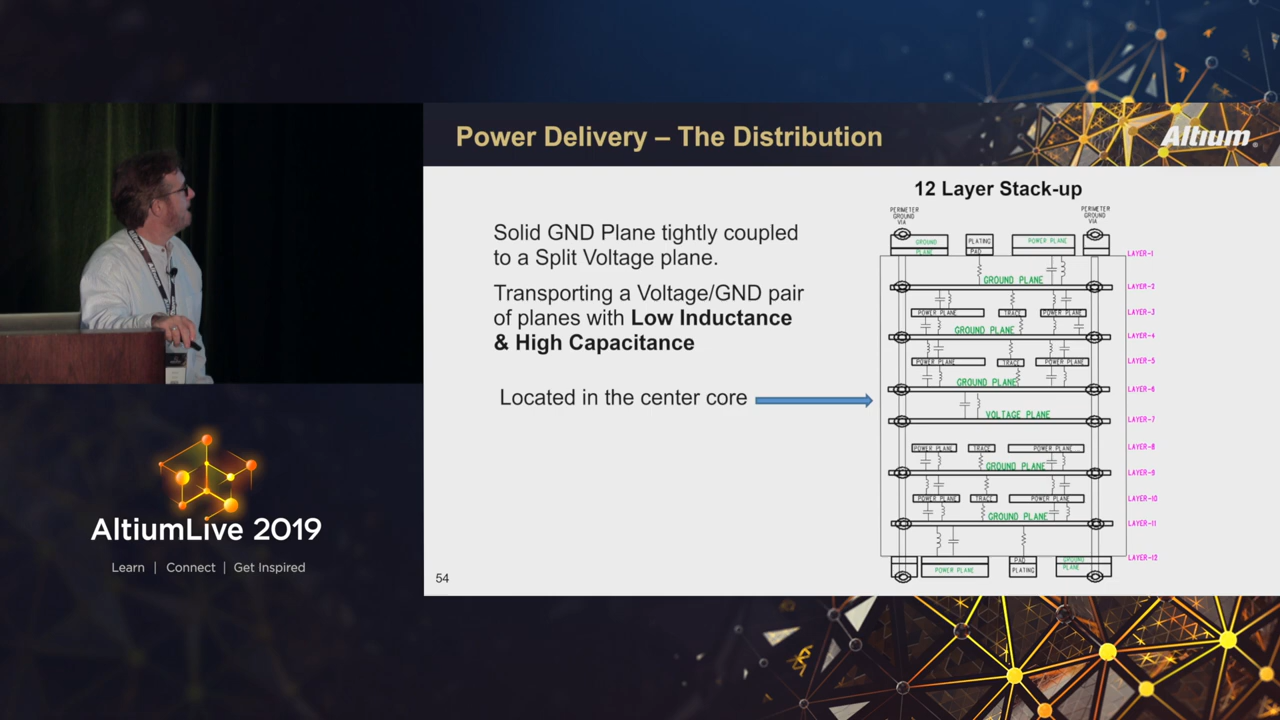 Power Delivery – The Distribution
Altium®
12 Layer Stack-up
Solid GND Plane tightly coupled
to a Split Voltage plane.
Transporting a Voltage/GND pair
of planes with Low Inductance
& High Capacitance
Located in the center core
PERIMETER
GROUND
VIA
PERIMETER
GROUND
VIA
GROUND
PLANE
PLATING
PAD
POWER PLANE
LAYER-1
GROUND PLANE
LAYER-2
POWER PLANE
TRACE
POWER PLANE
LAYER-3
GROUND PLANE
LAYER-4
POWER PLANE
TRACE
POWER PLANE
LAYER-5
GROUND PLANE
LAYER-6
VOLTAGE PLANE
LAYER-7
POWER PLANE
TRACE
POWER PLANE
LAYER-8
GROUND PLANE
LAYER-9
POWER PLANE
TRACE
POWER PLANE
LAYER-10
GROUND PLANE
LAYER-11
LAYER-12
POWER PLANE
PAD
PLATING
GROUND
PLANE
54
AltiumLive 2019
Learn | Connect | Get Inspired